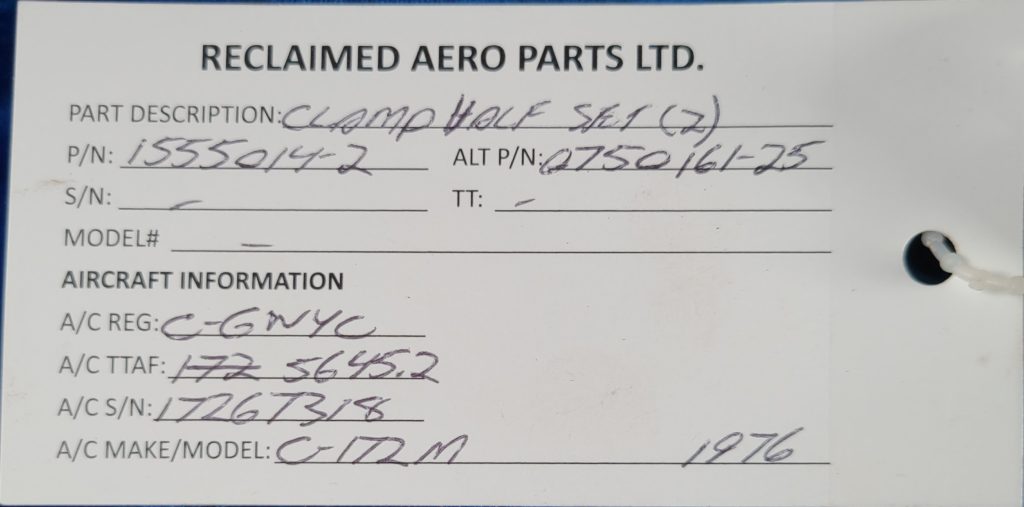 RECLAIMED AERO PARTS LTD.
PART DESCRIPTION: CLAMP HALF SET (2)
P/N: 1555014-2 ALT P/N: 0750161-25
S/N: - TT: -
MODEL# -
AIRCRAFT INFORMATION
A/C REG: C-GWYC
A/C TTAF: 172 5645.2
A/C S/N: 17267318
A/C MAKE/MODEL: C-172M 1976